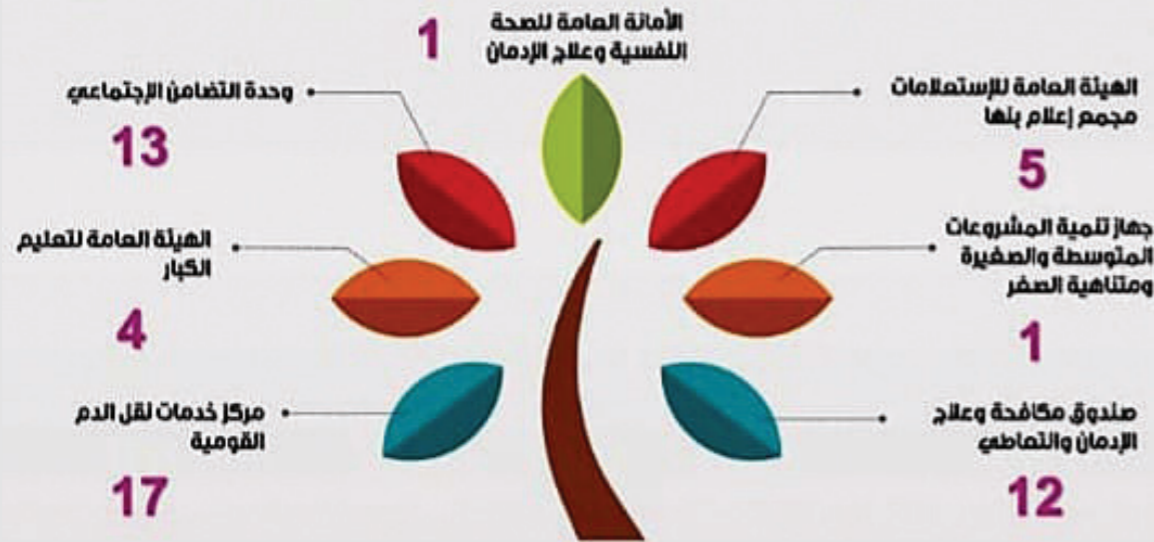 الأمانة العامة للصحة
النفسية وعلاج الإدمان
1
الهيئة العامة للإستعلامات
مجمع إعلام بنها
5
وحدة التضامن الإجتماعي
13
جهاز تنمية المشروعات
المتوسطة والصغيرة
ومتناهية الصغر
1
الهيئة العامة لتعليم
الكبار
4
صندوق مكافحة وعلاج
الإدمان والتعاطي
12
مركز خدمات نقل الدم
القومية
17